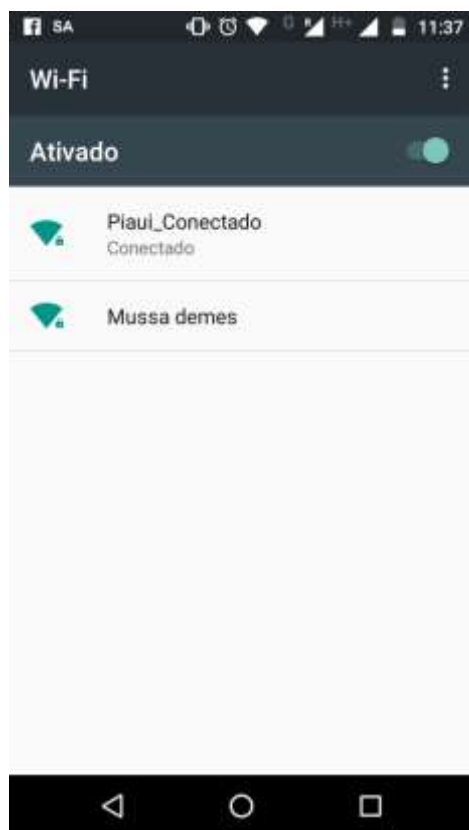 SA 11:37
Wi-Fi
Ativado
Piaui_Conectado
Conectado
Mussa demes